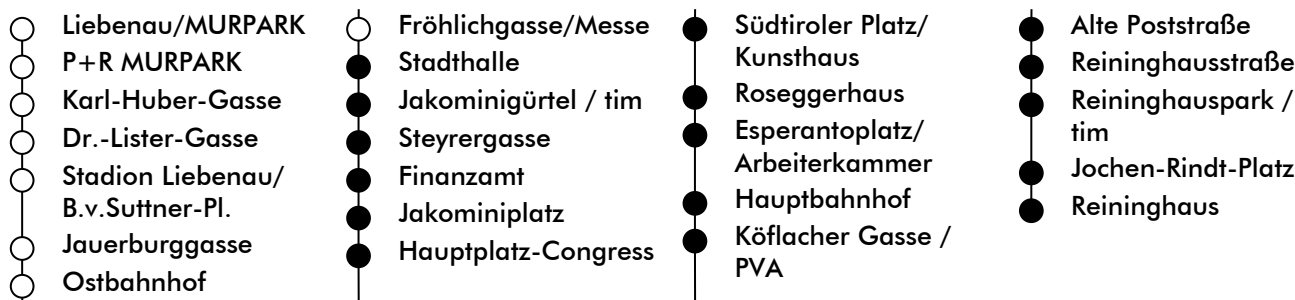 Liebenau/MURPARK
P+R MURPARK
Karl-Huber-Gasse
Dr.-Lister-Gasse
Stadion Liebenau/
B.v.Suttner-Pl.
Jauerburggasse
Ostbahnhof
Fröhlichgasse/Messe
Stadthalle
Jakominigürtel / tim
Steyrergasse
Finanzamt
Jakominiplatz
Hauptplatz-Congress
Südtiroler Platz/
Kunsthaus
Roseggerhaus
Esperantoplatz/
Arbeiterkammer
Hauptbahnhof
Köflacher Gasse /
PVA
Alte Poststraße
Reininghausstraße
Reininghauspark /
tim
Jochen-Rindt-Platz
Reininghaus